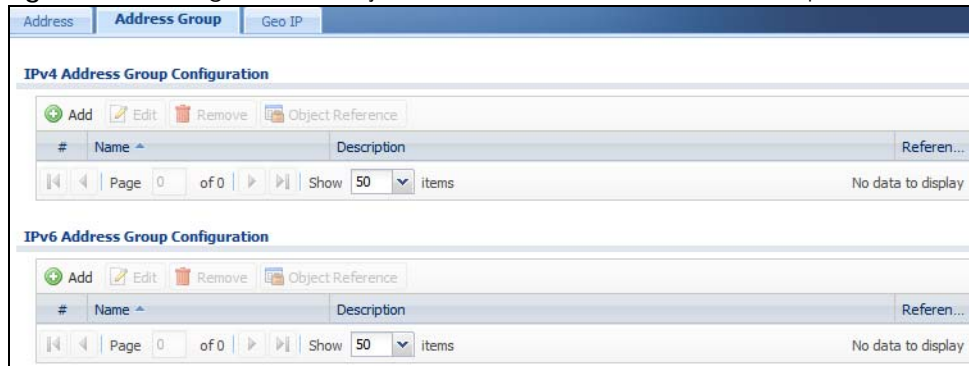 Address Address Group Geo IP
IPv4 Address Group Configuration
Add Edit Remove Object Reference
# Name Description Referen...
Page 0 of 0 Show 50 items No data to display
IPv6 Address Group Configuration
Add Edit Remove Object Reference
# Name Description Referen...
Page 0 of 0 Show 50 items No data to display